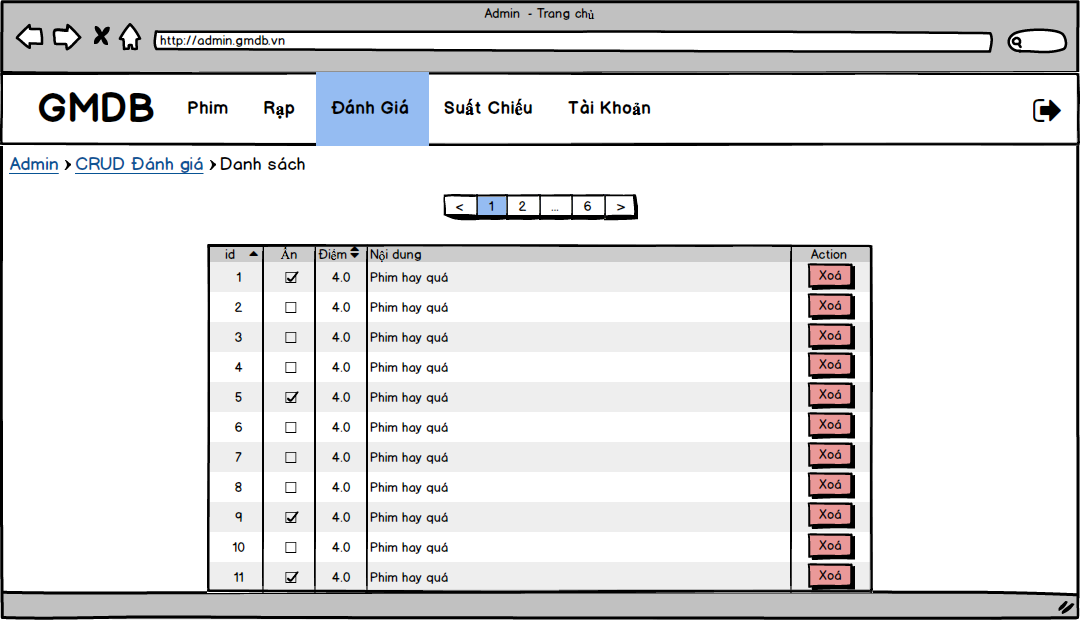 Admin - Trang chủ
http://admin.gmdb.vn
GMDB Phim Rạp Đánh Giá Suất Chiếu Tài Khoản
Admin > CRUD Đánh giá > Danh sách
< 1 2 ... 6 >
id Ẩn Điểm Nội dung Action
1 4.0 Phim hay quá Xoá
2 4.0 Phim hay quá Xoá
3 4.0 Phim hay quá Xoá
4 4.0 Phim hay quá Xoá
5 4.0 Phim hay quá Xoá
6 4.0 Phim hay quá Xoá
7 4.0 Phim hay quá Xoá
8 4.0 Phim hay quá Xoá
9 4.0 Phim hay quá Xoá
10 4.0 Phim hay quá Xoá
11 4.0 Phim hay quá Xoá